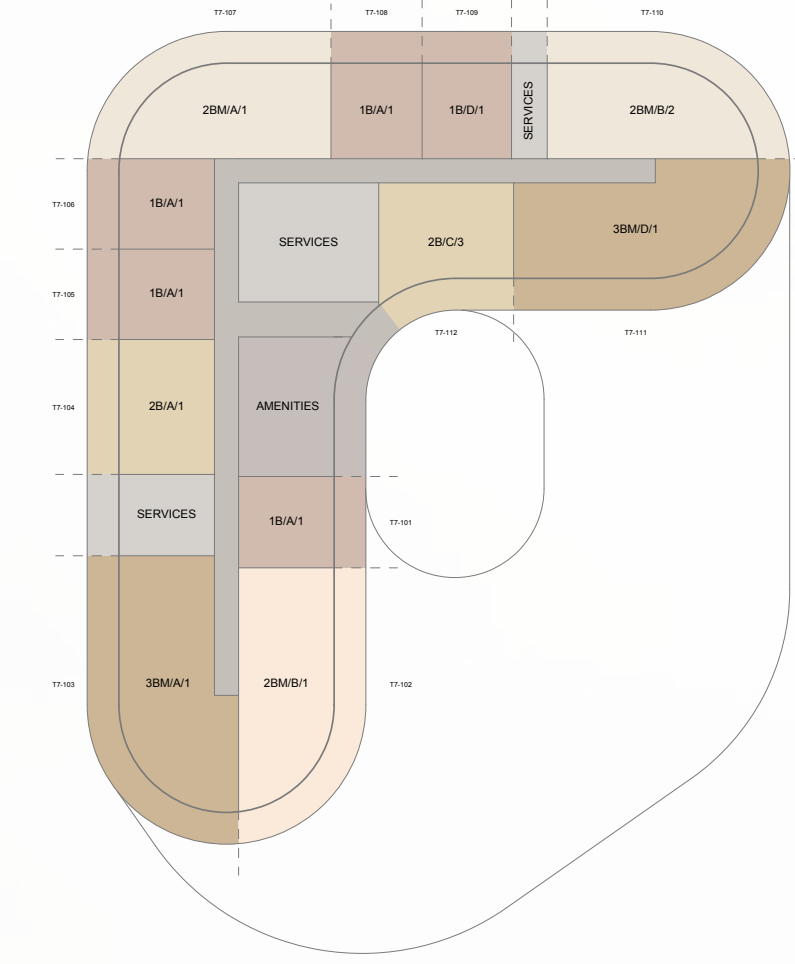 T7-107
T7-108
T7-109
T7-110
2BM/A/1
1B/A/1
1B/D/1
SERVICES
2BM/B/2
T7-106
1B/A/1
SERVICES
2B/C/3
3BM/D/1
T7-105
1B/A/1
T7-112
T7-111
T7-104
2B/A/1
AMENITIES
SERVICES
1B/A/1
T7-101
T7-103
3BM/A/1
2BM/B/1
T7-102